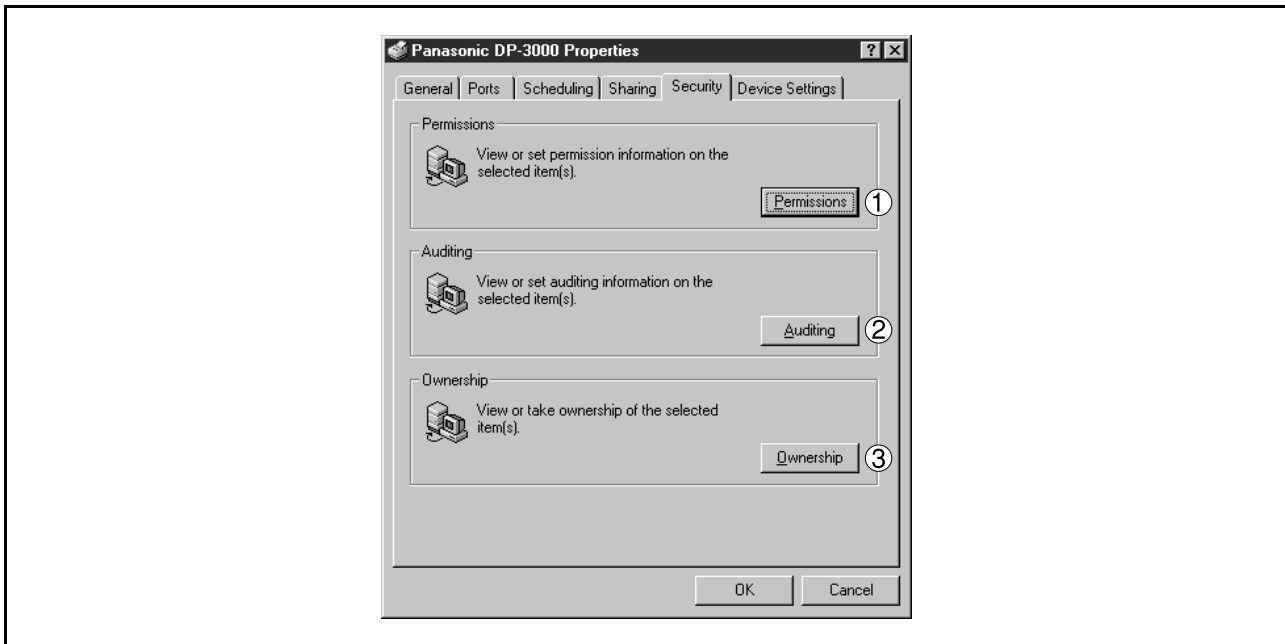 Panasonic DP-3000 Properties
General Ports Scheduling Sharing Security Device Settings
Permissions
View or set permission information on the
selected item(s).
Permissions ①
Auditing
View or set auditing information on the
selected item(s).
Auditing ②
Ownership
View or take ownership of the selected
item(s).
Ownership ③
OK Cancel